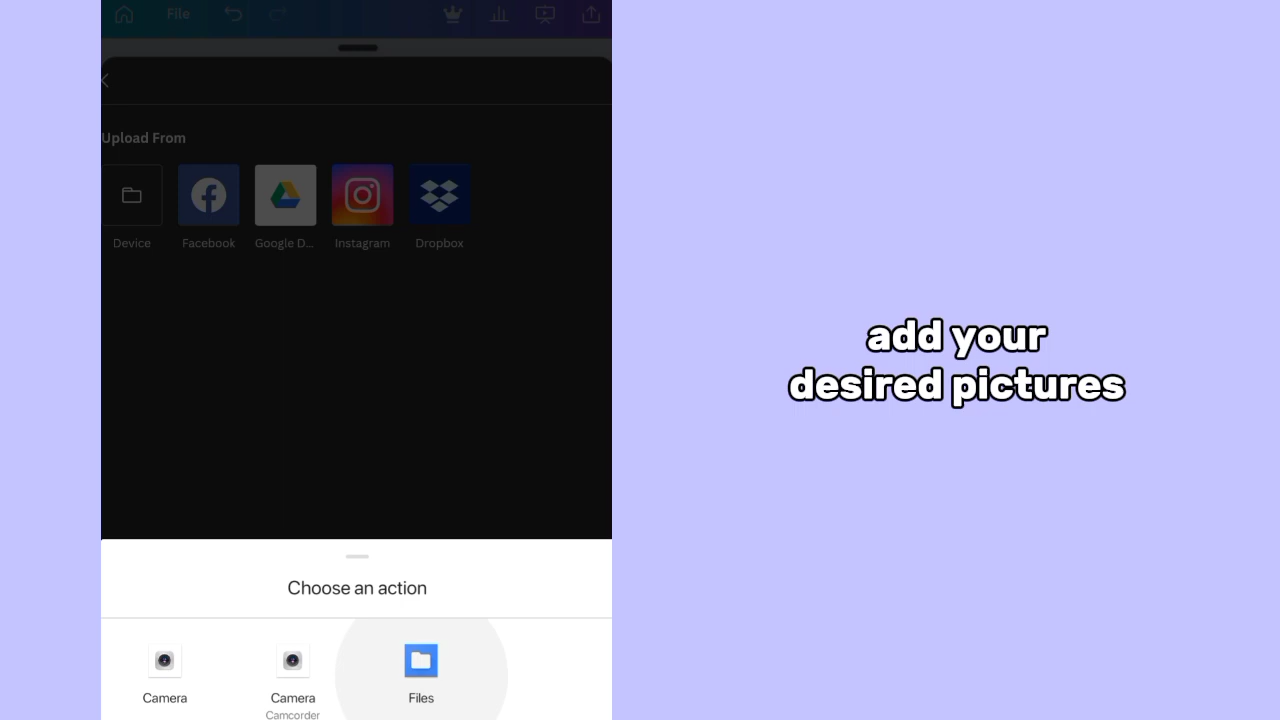 File
Upload From
Device
Facebook
Google D...
Instagram
Dropbox
add your
desired pictures
Choose an action
Camera
Camera
Camcorder
Files